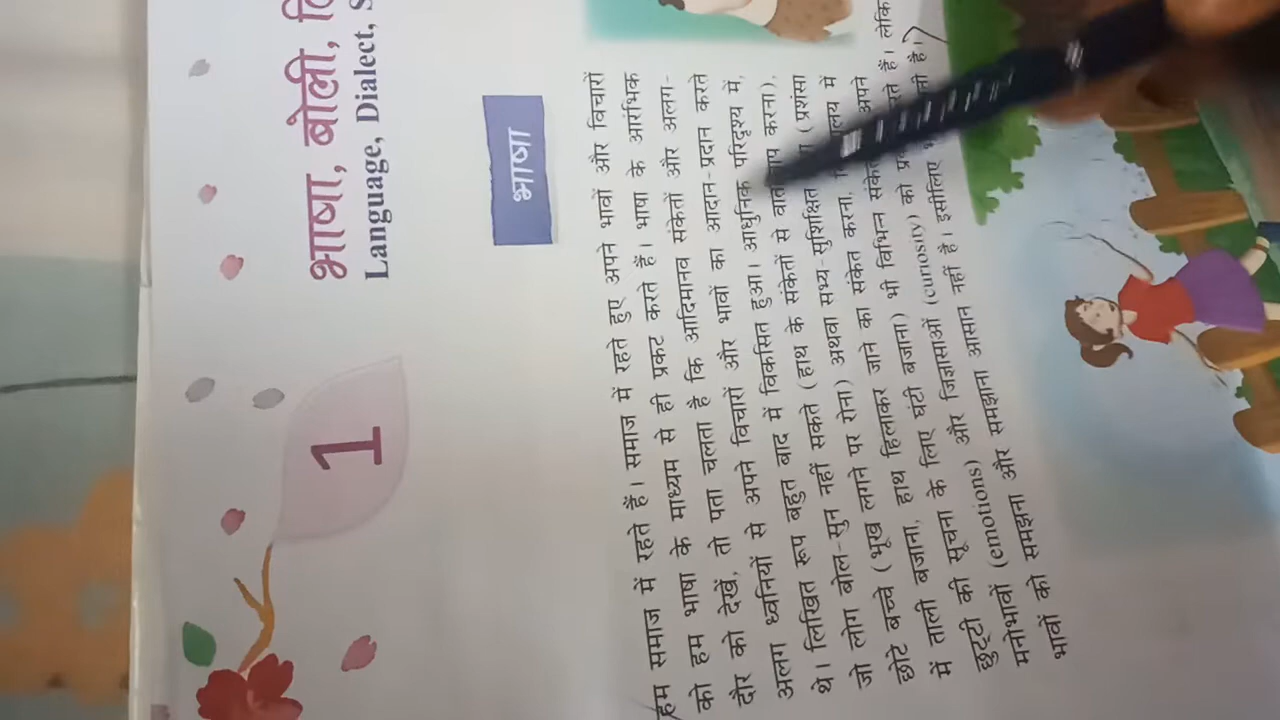 1
भाषा, बोली,
Language, Dialect,
भाषा
हम समाज में रहते हैं। समाज में रहते हुए अपने भावों और विचारों
को हम भाषा के माध्यम से ही प्रकट करते हैं। भाषा के आरंभिक
दौर को देखें, तो पता चलता है कि आदिमानव संकेतों और अलग-
अलग ध्वनियों से अपने विचारों और भावों का आदान-प्रदान करते
थे। लिखित रूप बहुत बाद में विकसित हुआ। आधुनिक परिदृश्य में,
जो लोग बोल-सुन नहीं सकते (हाथ के संकेतों से करना),
छोटे बच्चे (भूख लगने पर रोना) अथवा सभ्य-सुशिक्षित (प्रशंसा
में ताली बजाना, हाथ हिलाकर जाने का संकेत करना, में
छुट्टी की सूचना के लिए घंटी बजाना) भी विभिन्न अपने
मनोभावों (emotions) और जिज्ञासाओं (curiosity) को हैं।
भावों को समझना और समझाना आसान नहीं है। इसीलिए है।